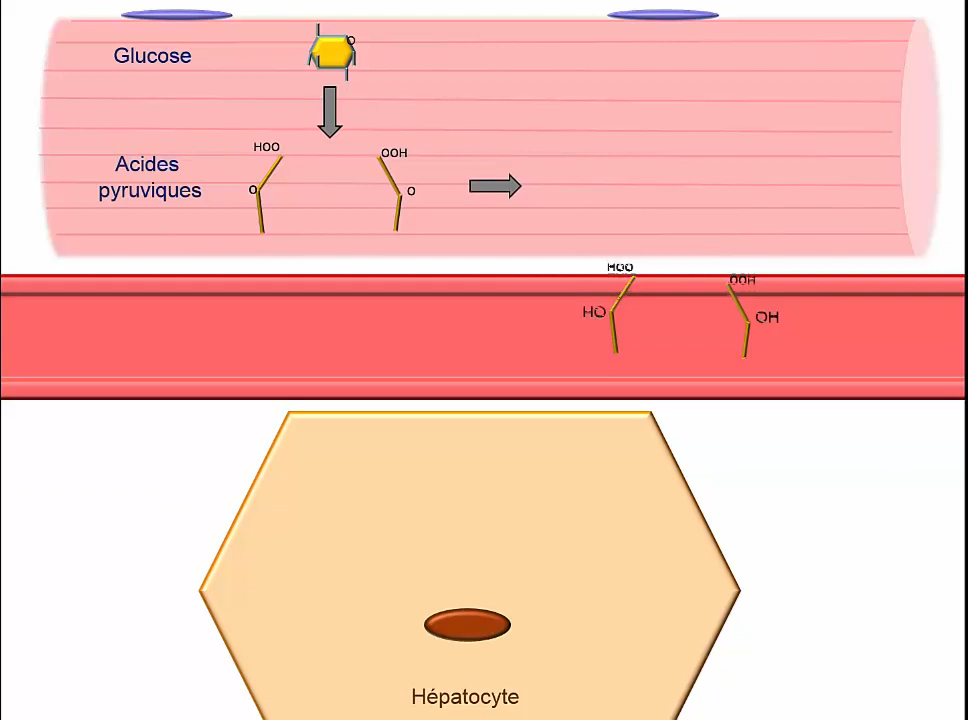 Glucose
O
HOO
OOH
Acides
pyruviques
O
O
HOO
OOH
HO
OH
Hépatocyte